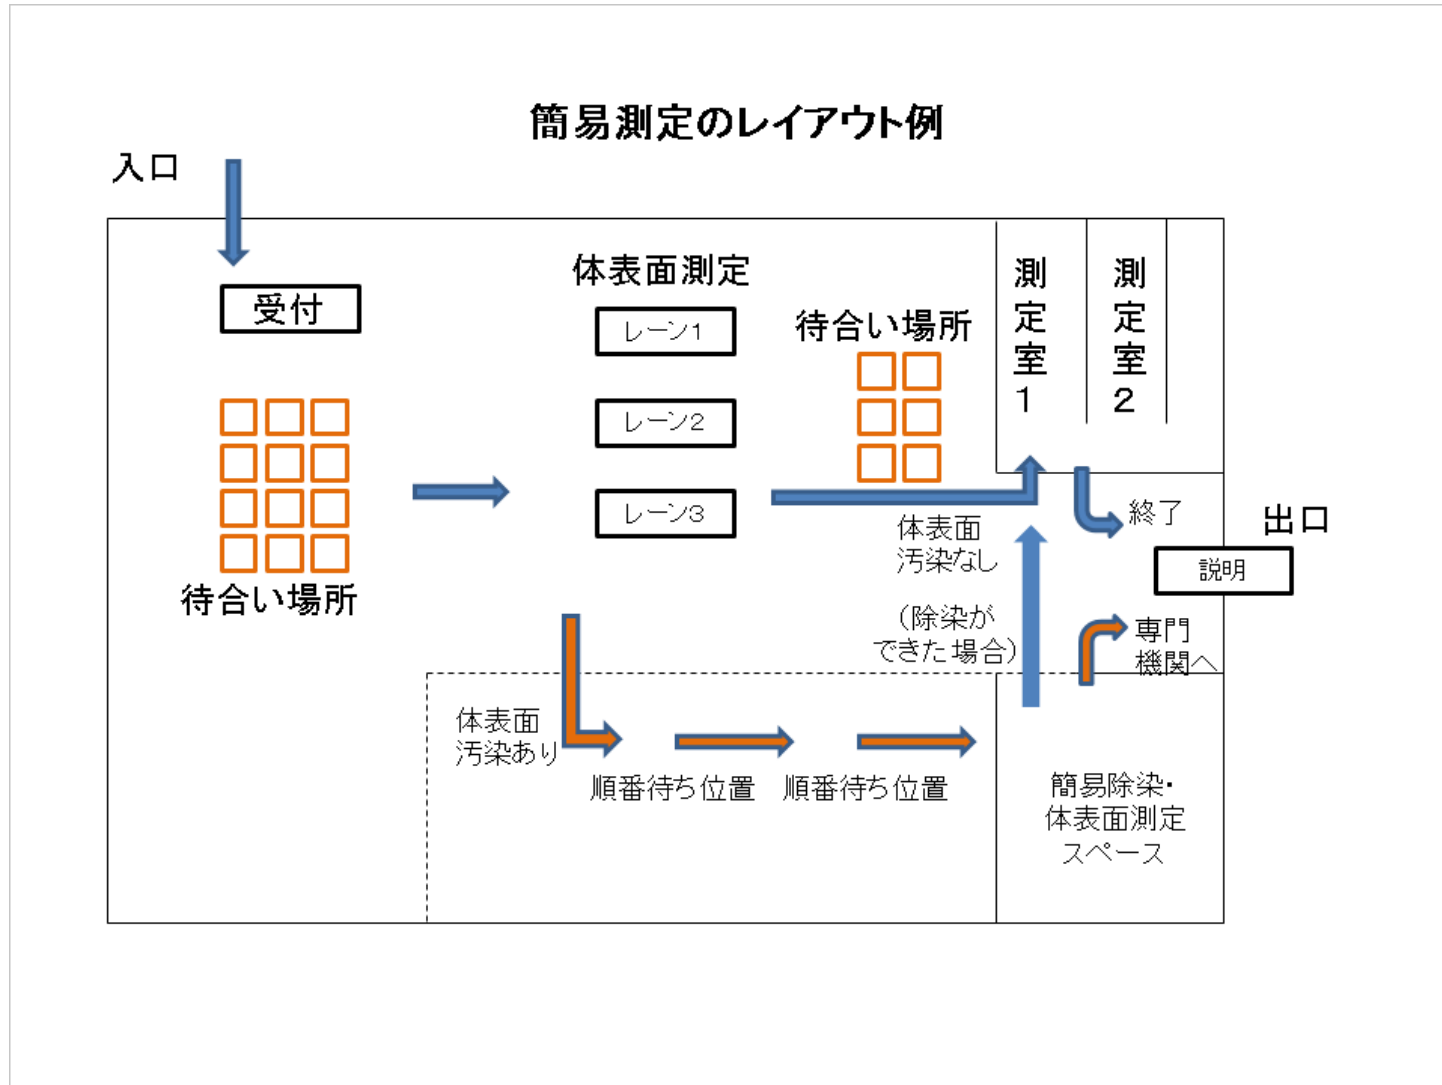 簡易測定のレイアウト例
入口
受付
待合い場所
体表面測定
レーン1
レーン2
レーン3
待合い場所
測定室1
測定室2
体表面
汚染なし
終了
出口
説明
（除染が
できた場合）
専門
機関へ
体表面
汚染あり
順番待ち位置
順番待ち位置
簡易除染・
体表面測定
スペース